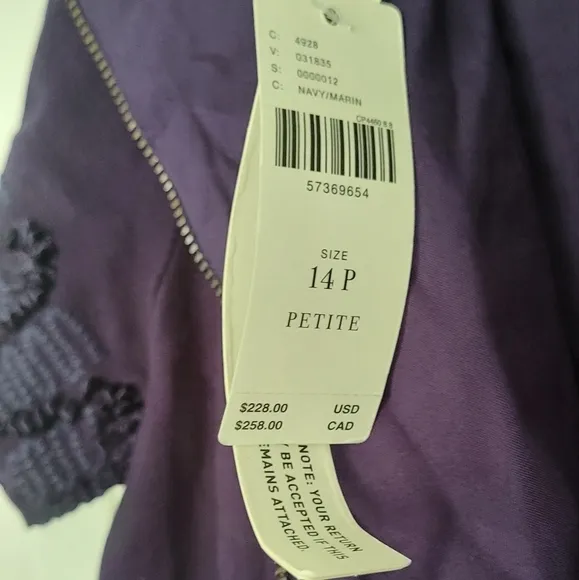 C: 4928
V: 031835
S: 0000012
C: NAVY/MARIN
57369654
SIZE
14 P
PETITE
$228.00 USD
$258.00 CAD
NOTE: YOUR RETURN
BE ACCEPTED IF THIS
EMAINS ATTACHED.